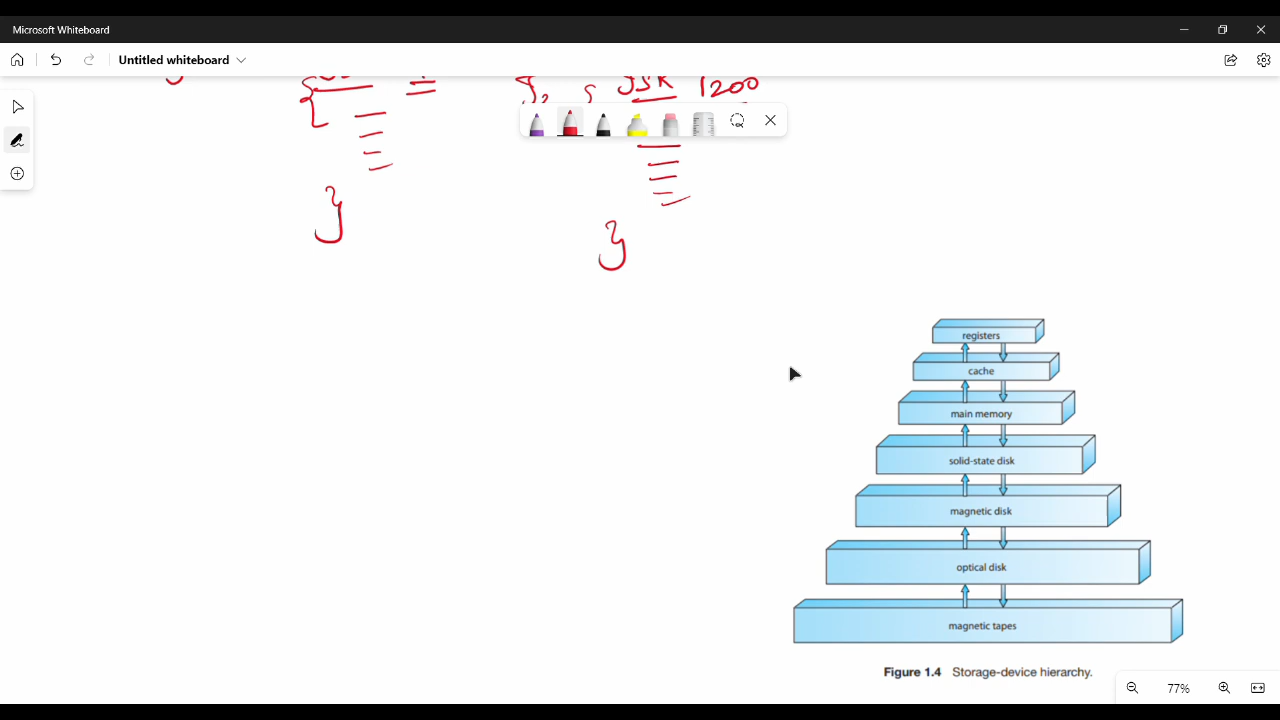 Microsoft Whiteboard
Untitled whiteboard
1200
registers
cache
main memory
solid-state disk
magnetic disk
optical disk
magnetic tapes
Figure 1.4 Storage-device hierarchy.
77%